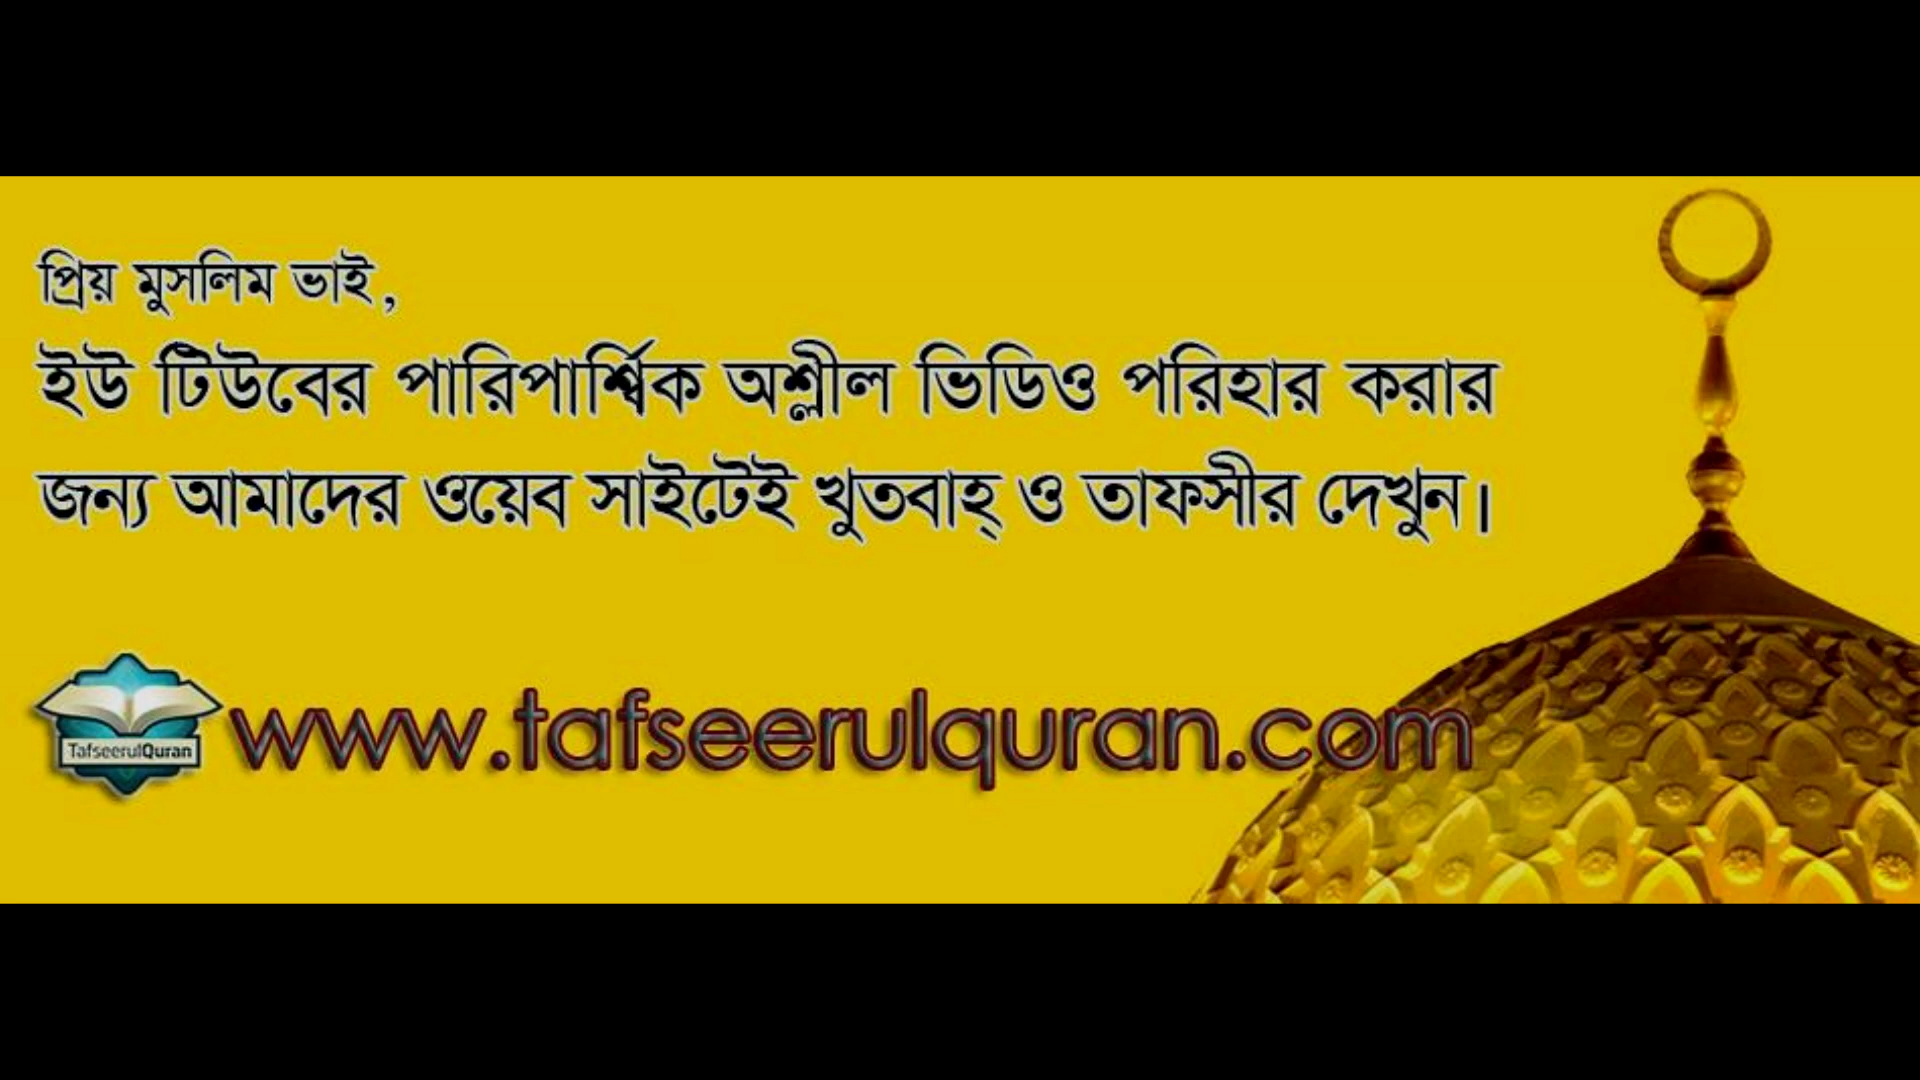 প্রিয় মুসলিম ভাই,
ইউ টিউবের পারিপার্শ্বিক অশ্লীল ভিডিও পরিহার করার
জন্য আমাদের ওয়েব সাইটেই খুতবাহ্ ও তাফসীর দেখুন।
TafseerulQuran
www.tafseerulquran.com